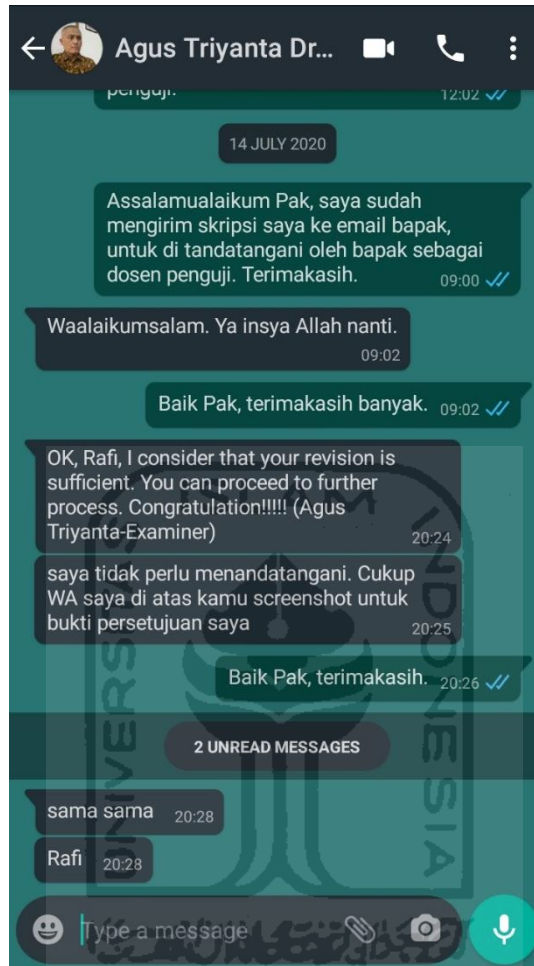 Agus Triyanta Dr...
penguji. 12:02
14 JULY 2020
Assalamualaikum Pak, saya sudah
mengirim skripsi saya ke email bapak,
untuk di tandatangani oleh bapak sebagai
dosen penguji. Terimakasih. 09:00
Waalaikumsalam. Ya insya Allah nanti.
09:02
Baik Pak, terimakasih banyak. 09:02
OK, Rafi, I consider that your revision is
sufficient. You can proceed to further
process. Congratulation!!!!! (Agus
Triyanta-Examiner) 20:24
saya tidak perlu menandatangani. Cukup
WA saya di atas kamu screenshot untuk
bukti persetujuan saya 20:25
Baik Pak, terimakasih. 20:26
2 UNREAD MESSAGES
sama sama 20:28
Rafi 20:28
Type a message
UNIVERSITAS
ISLAM
INDONESIA